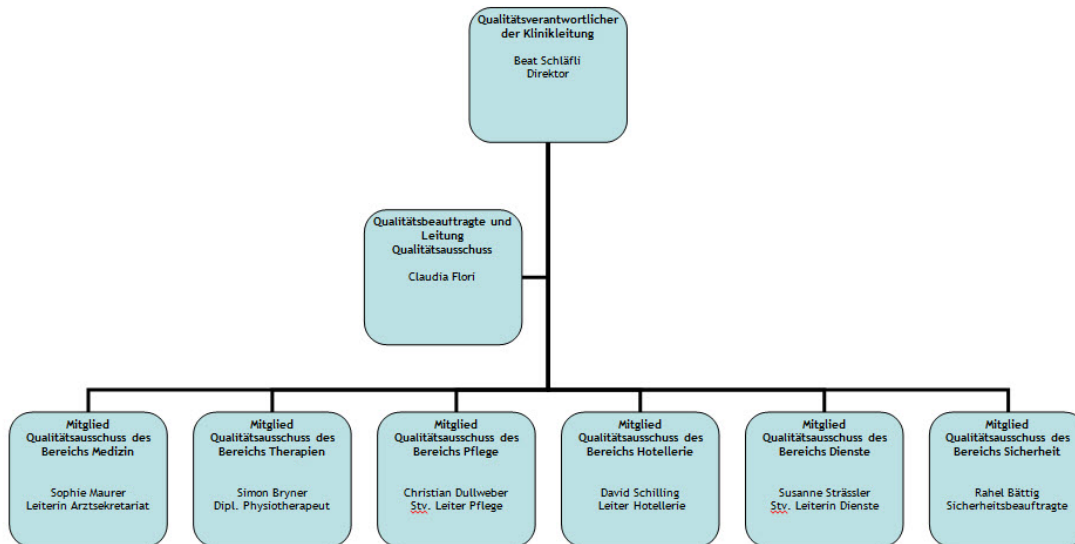 Qualitätsverantwortlicher
der Klinikleitung
Beat Schläfli
Direktor
Qualitätsbeauftragte und
Leitung
Qualitätsausschuss
Claudia Flori
Mitglied
Qualitätsausschuss des
Bereichs Medizin
Sophie Maurer
Leiterin Arztsekretariat
Mitglied
Qualitätsausschuss des
Bereichs Therapien
Simon Bryner
Dipl. Physiotherapeut
Mitglied
Qualitätsausschuss des
Bereichs Pflege
Christian Dullweber
Stv. Leiter Pflege
Mitglied
Qualitätsausschuss des
Bereichs Hotellerie
David Schilling
Leiter Hotellerie
Mitglied
Qualitätsausschuss des
Bereichs Dienste
Susanne Strässler
Stv. Leiterin Dienste
Mitglied
Qualitätsausschuss des
Bereichs Sicherheit
Rahel Bättig
Sicherheitsbeauftragte